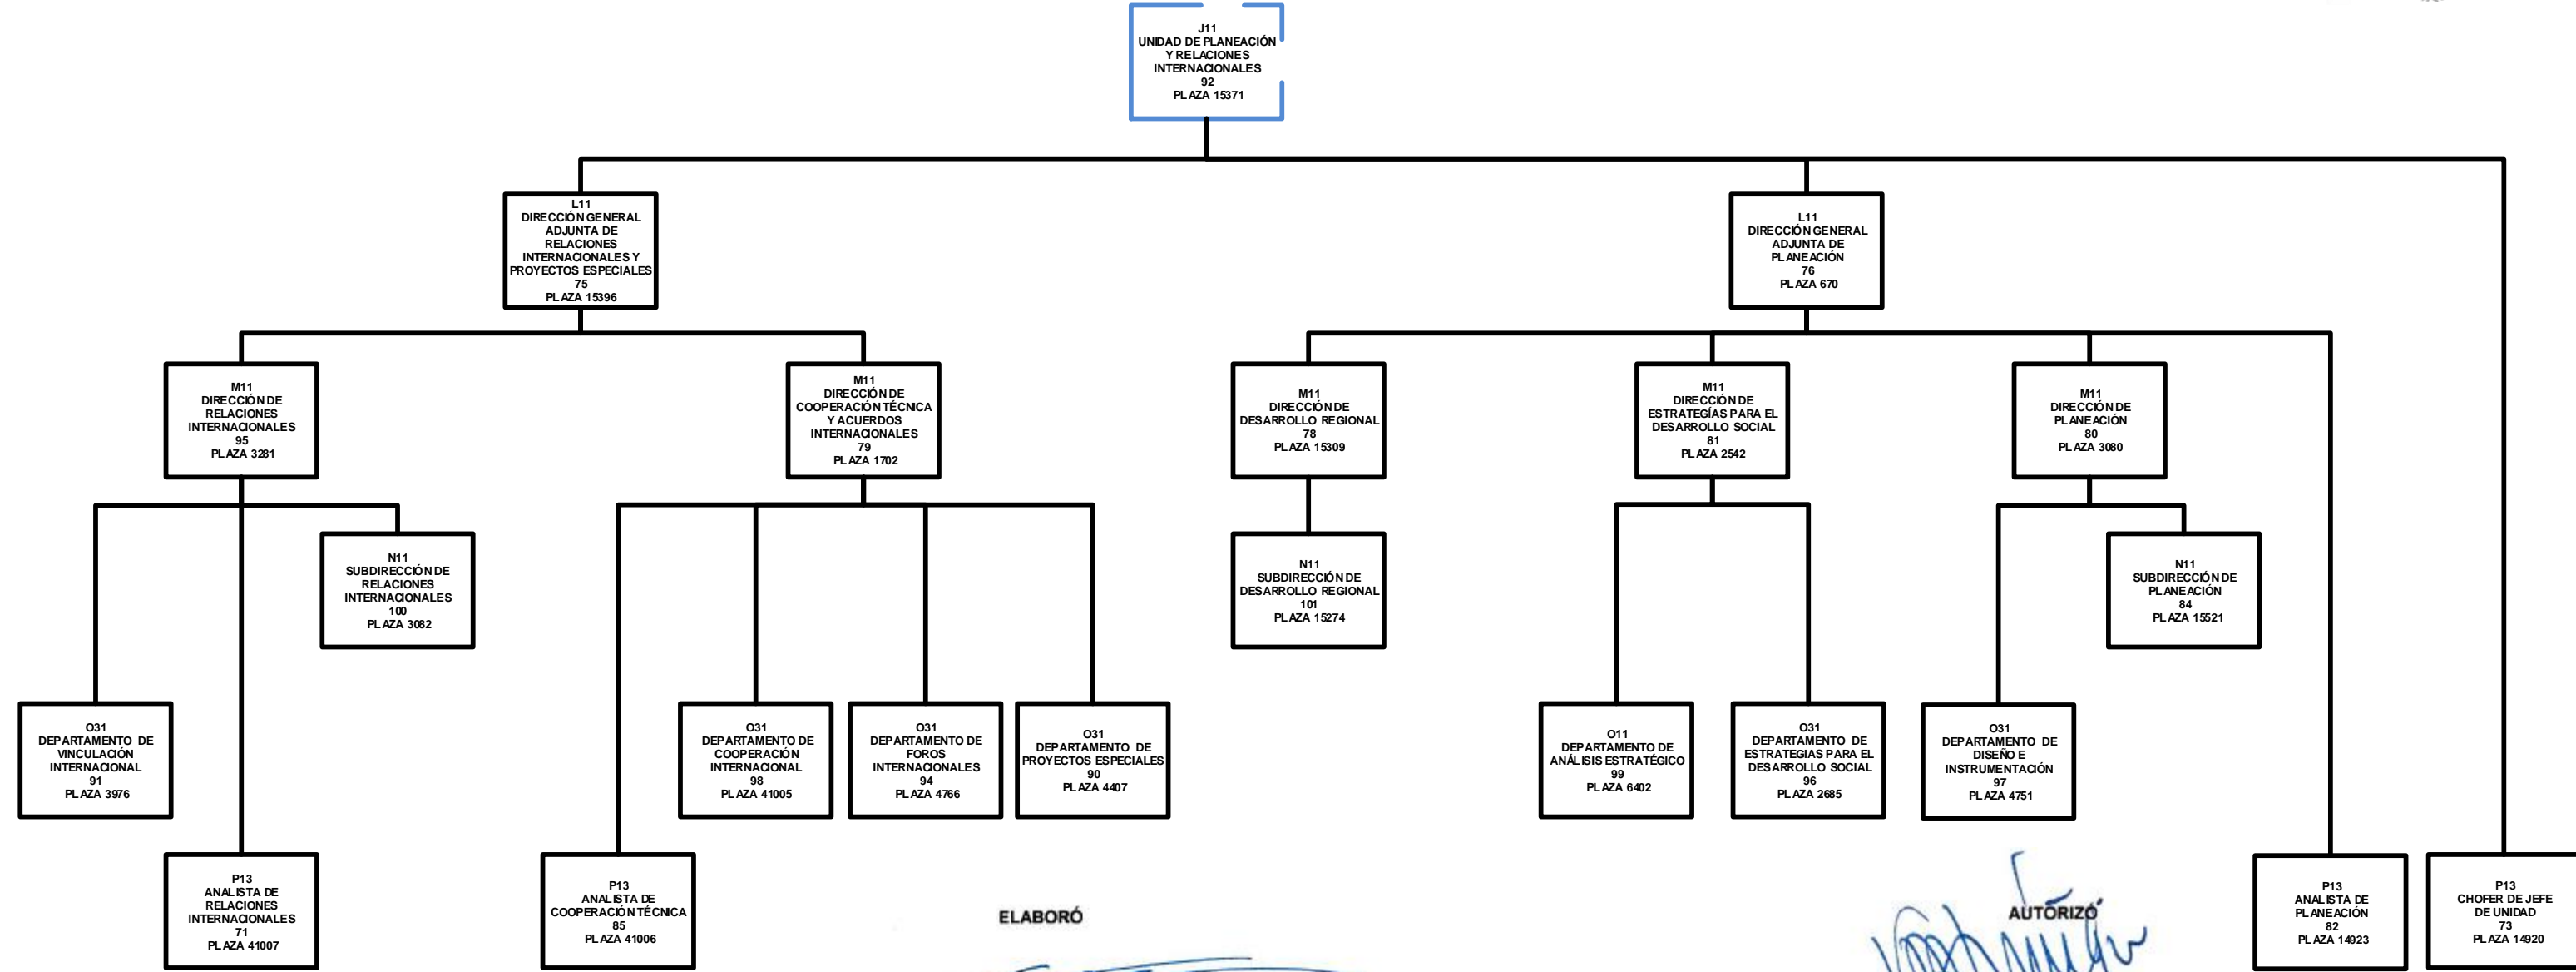 J11
UNIDAD DE PLANEACIÓN
Y RELACIONES
INTERNACIONALES
92
PLAZA 15371
L11
DIRECCIÓN GENERAL
ADJUNTA DE
RELACIONES
INTERNACIONALES Y
PROYECTOS ESPECIALES
75
PLAZA 15396
L11
DIRECCIÓN GENERAL
ADJUNTA DE
PLANEACIÓN
76
PLAZA 670
M11
DIRECCIÓN DE
RELACIONES
INTERNACIONALES
95
PLAZA 3281
M11
DIRECCIÓN DE
COOPERACIÓN TÉCNICA
Y ACUERDOS
INTERNACIONALES
79
PLAZA 1702
M11
DIRECCIÓN DE
DESARROLLO REGIONAL
78
PLAZA 15309
M11
DIRECCIÓN DE
ESTRATEGÍAS PARA EL
DESARROLLO SOCIAL
81
PLAZA 2542
M11
DIRECCIÓN DE
PLANEACIÓN
80
PLAZA 3080
N11
SUBDIRECCIÓN DE
RELACIONES
INTERNACIONALES
100
PLAZA 3082
N11
SUBDIRECCIÓN DE
DESARROLLO REGIONAL
101
PLAZA 15274
N11
SUBDIRECCIÓN DE
PLANEACIÓN
84
PLAZA 15521
O31
DEPARTAMENTO DE
VINCULACIÓN
INTERNACIONAL
91
PLAZA 3976
O31
DEPARTAMENTO DE
COOPERACIÓN
INTERNACIONAL
98
PLAZA 41005
O31
DEPARTAMENTO DE
FOROS
INTERNACIONALES
94
PLAZA 4766
O31
DEPARTAMENTO DE
PROYECTOS ESPECIALES
90
PLAZA 4407
O11
DEPARTAMENTO DE
ANÁLISIS ESTRATÉGICO
99
PLAZA 6402
O31
DEPARTAMENTO DE
ESTRATEGIAS PARA EL
DESARROLLO SOCIAL
96
PLAZA 2685
O31
DEPARTAMENTO DE
DISEÑO E
INSTRUMENTACIÓN
97
PLAZA 4751
P13
ANALISTA DE
RELACIONES
INTERNACIONALES
71
PLAZA 41007
P13
ANALISTA DE
COOPERACIÓN TÉCNICA
85
PLAZA 41006
P13
ANALISTA DE
PLANEACIÓN
82
PLAZA 14923
P13
CHOFER DE JEFE
DE UNIDAD
73
PLAZA 14920
ELABORÓ
AUTORIZÓ